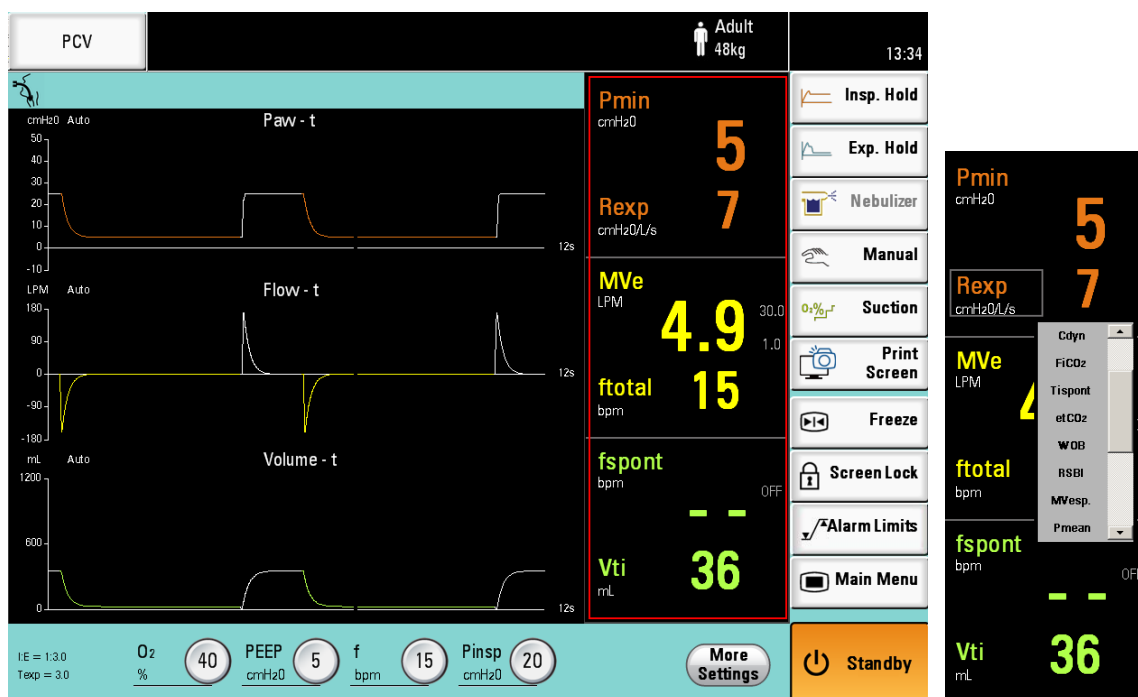 PCV
Adult
48kg
13:34
cmH2O Auto
Paw - t
50
40
30
20
10
0
-10
12s
LPM Auto
Flow - t
180
90
0
-90
-180
12s
mL Auto
Volume - t
1200
600
0
12s
Pmin
cmH2O
5
Rexp
cmH2O/L/s
7
MVe
LPM
4.9
30.0
1.0
ftotal
bpm
15
fspont
bpm
OFF
- -
Vti
mL
36
Insp. Hold
Exp. Hold
Nebulizer
Manual
O2% Suction
Print
Screen
Freeze
Screen Lock
Alarm Limits
Main Menu
I:E = 1:3.0
Texp = 3.0
O2
%
40
PEEP
cmH2O
5
f
bpm
15
Pinsp
cmH2O
20
More
Settings
Standby
Pmin
cmH2O
5
Rexp
cmH2O/L/s
7
Cdyn
FiCO2
Tispont
etCO2
WOB
RSBI
MVesp.
Pmean
MVe
LPM
ftotal
bpm
fspont
bpm
- -
Vti
mL
36